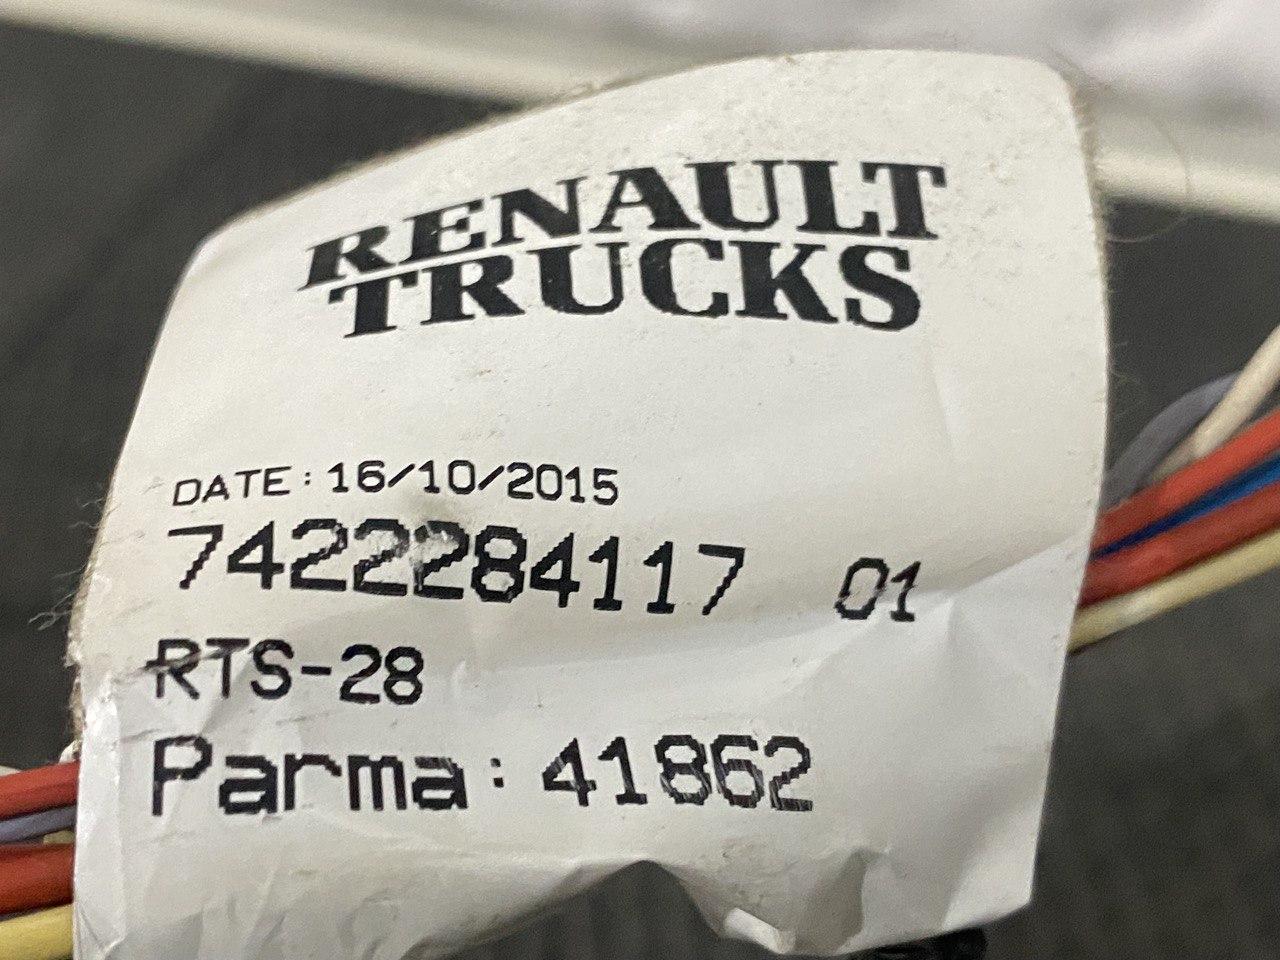 RENAULT
TRUCKS
DATE: 16/10/2015
7422284117 01
RTS-28
Parma: 41862